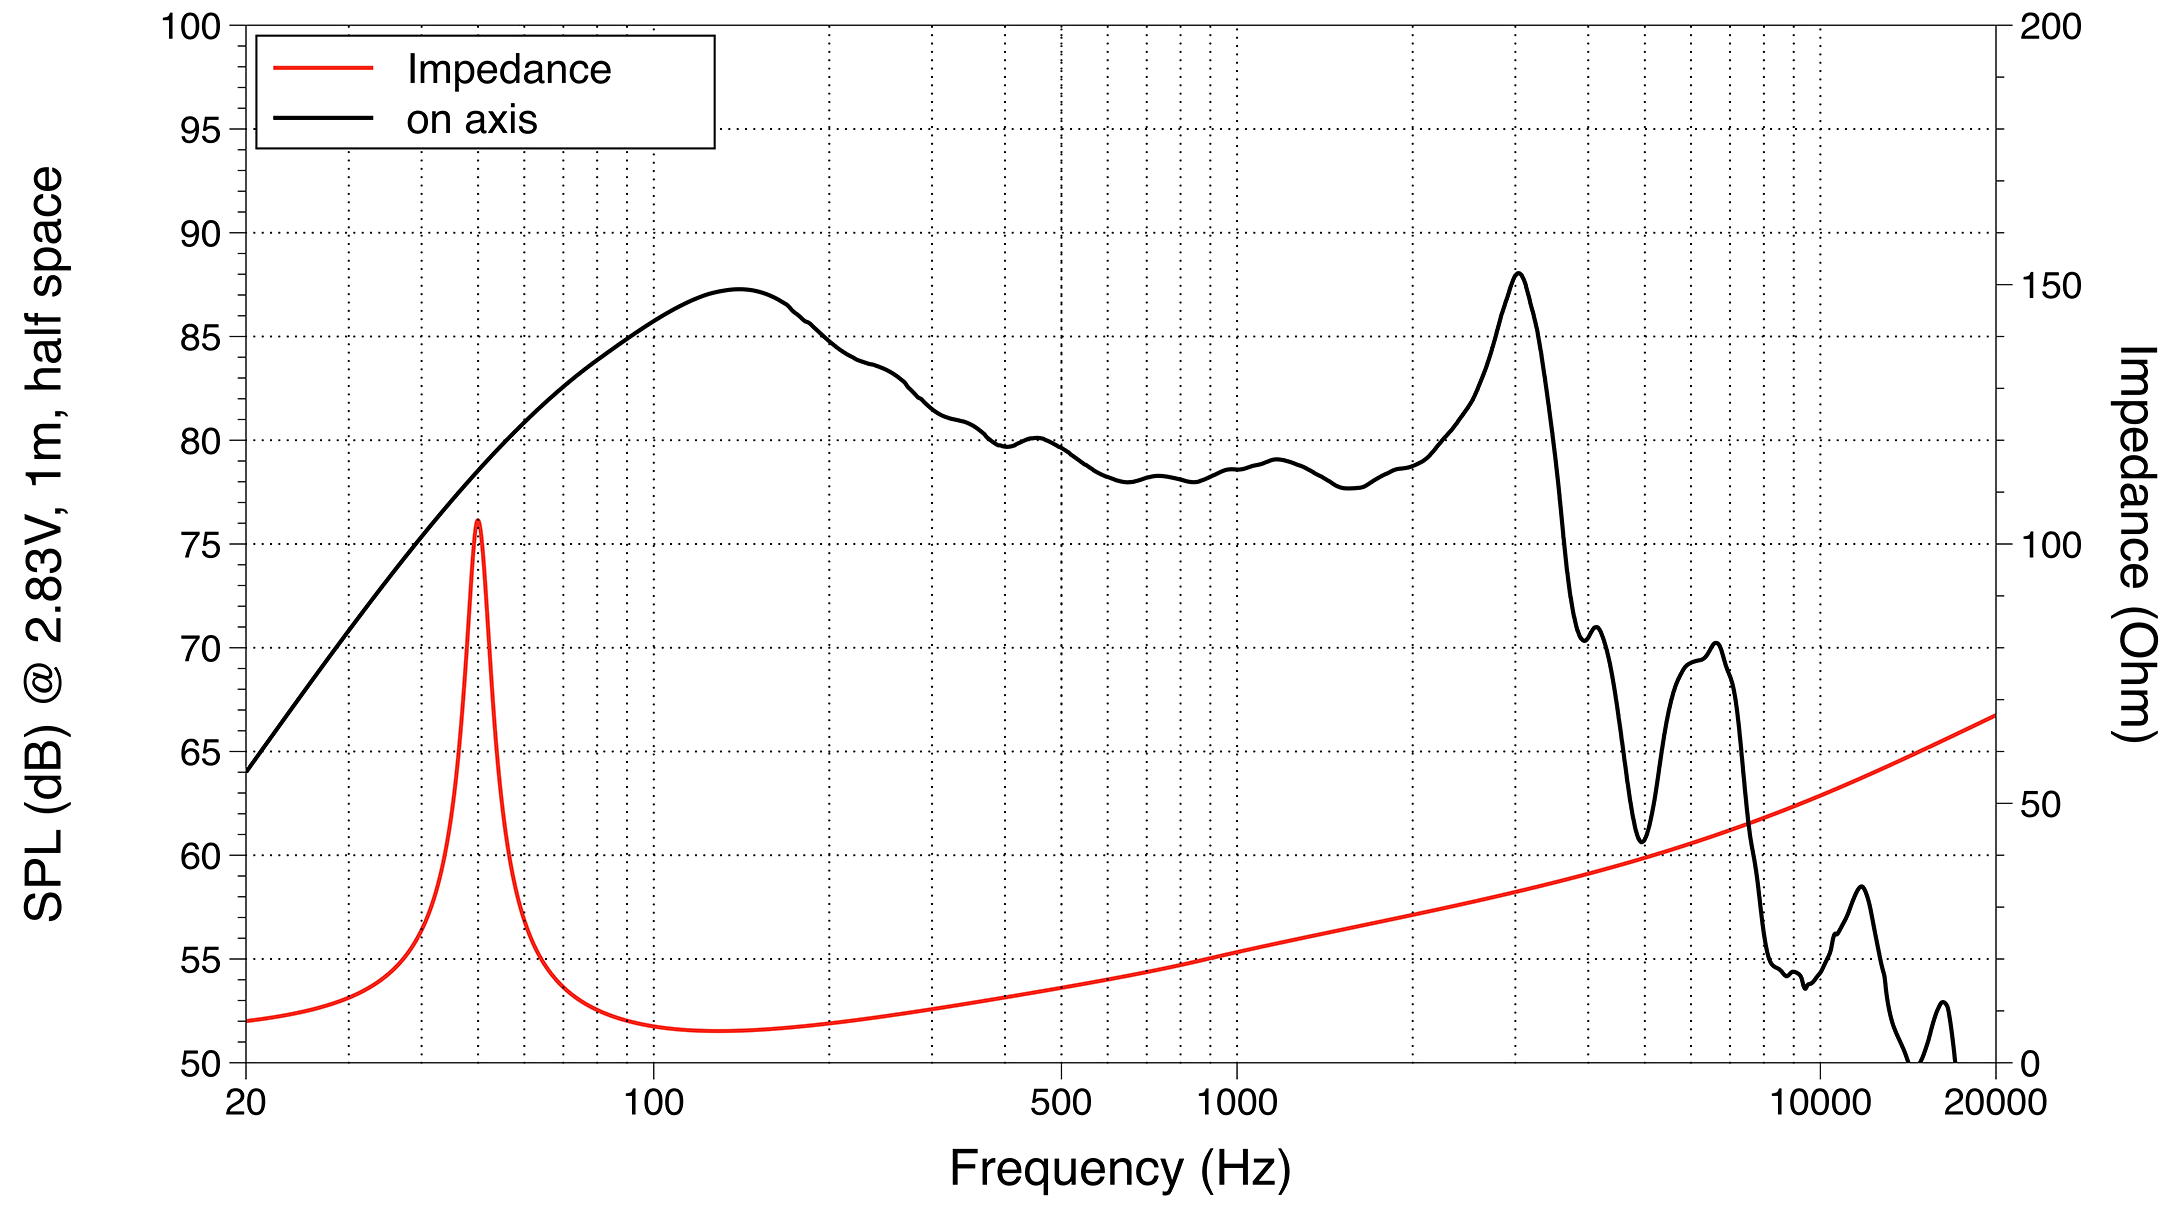 Impedance
on axis
SPL (dB) @ 2.83V, 1m, half space
100
95
90
85
80
75
70
65
60
55
50
200
150
100
50
0
Impedance (Ohm)
20 100 500 1000 10000 20000
Frequency (Hz)